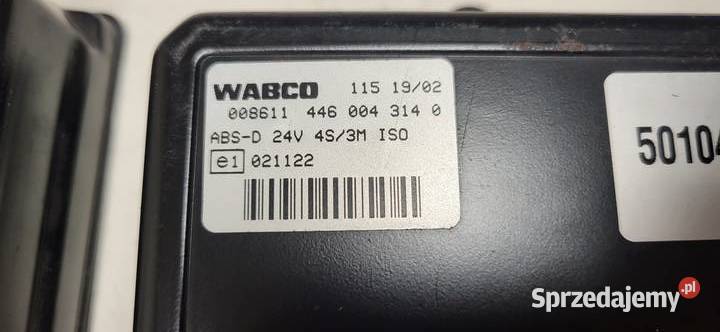 WABCO 115 19/02
008611 446 004 314 0
ABS-D 24V 4S/3M ISO
e1 021122
50104
Sprzedajemy.pl